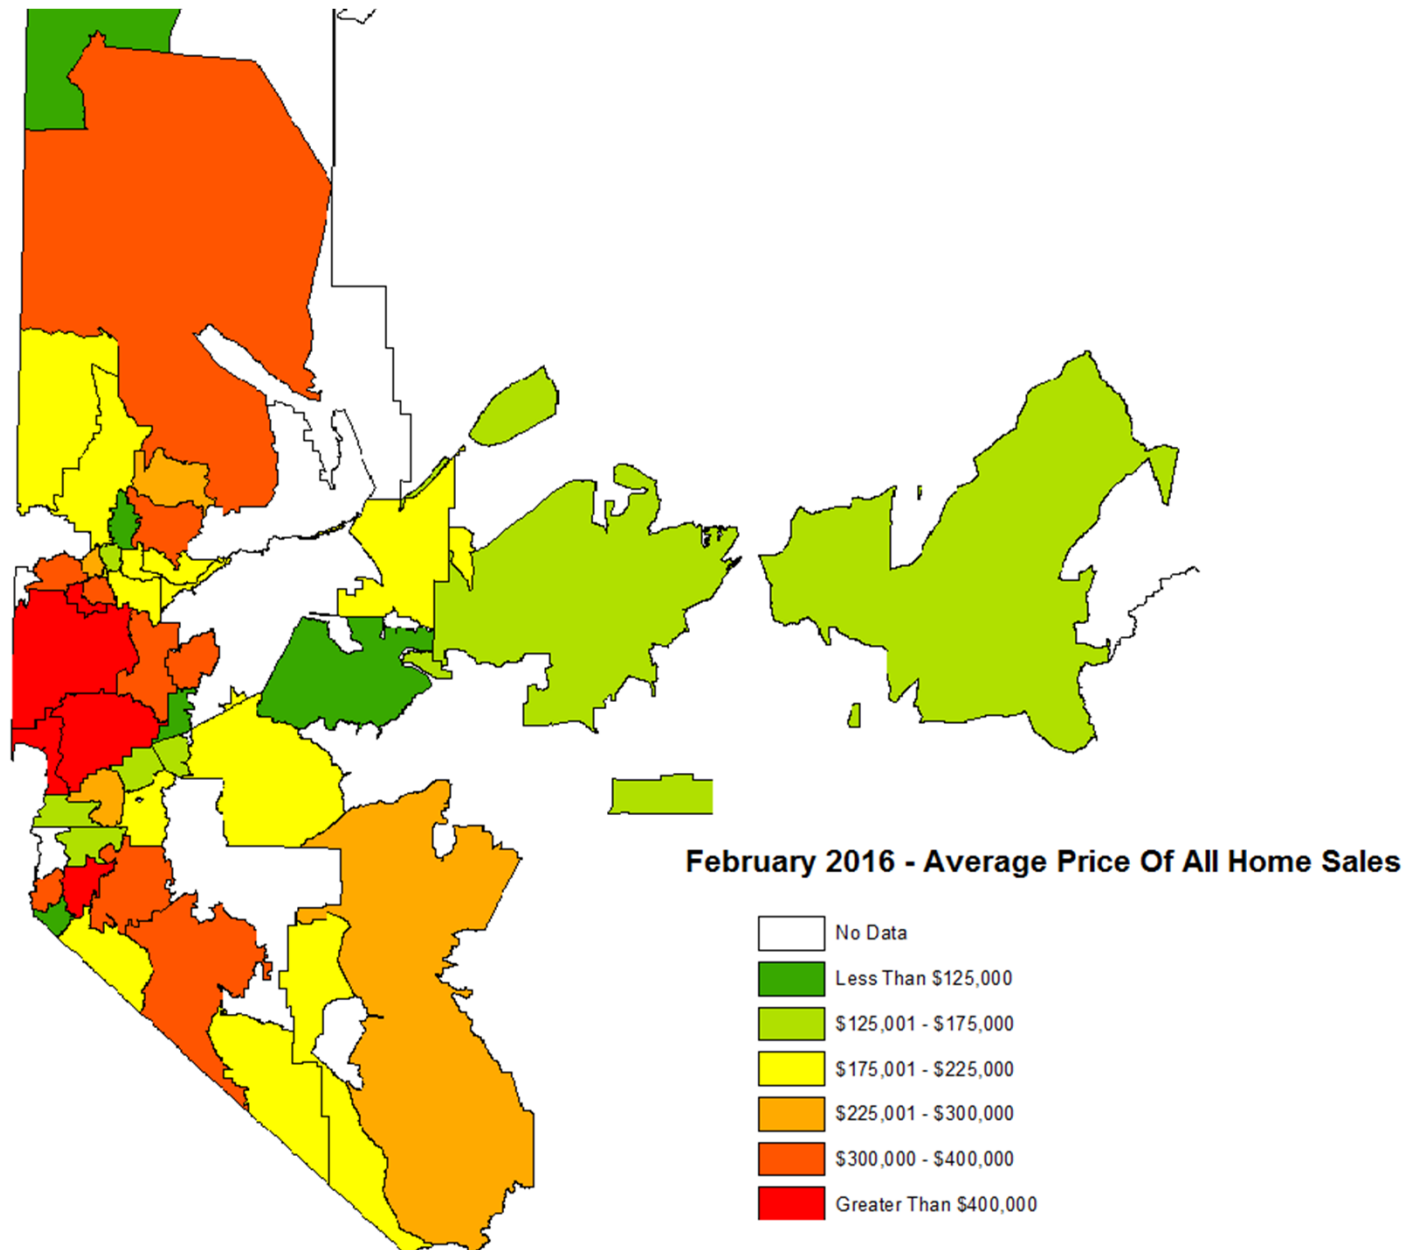 February 2016 - Average Price Of All Home Sales
No Data
Less Than $125,000
$125,001 - $175,000
$175,001 - $225,000
$225,001 - $300,000
$300,000 - $400,000
Greater Than $400,000